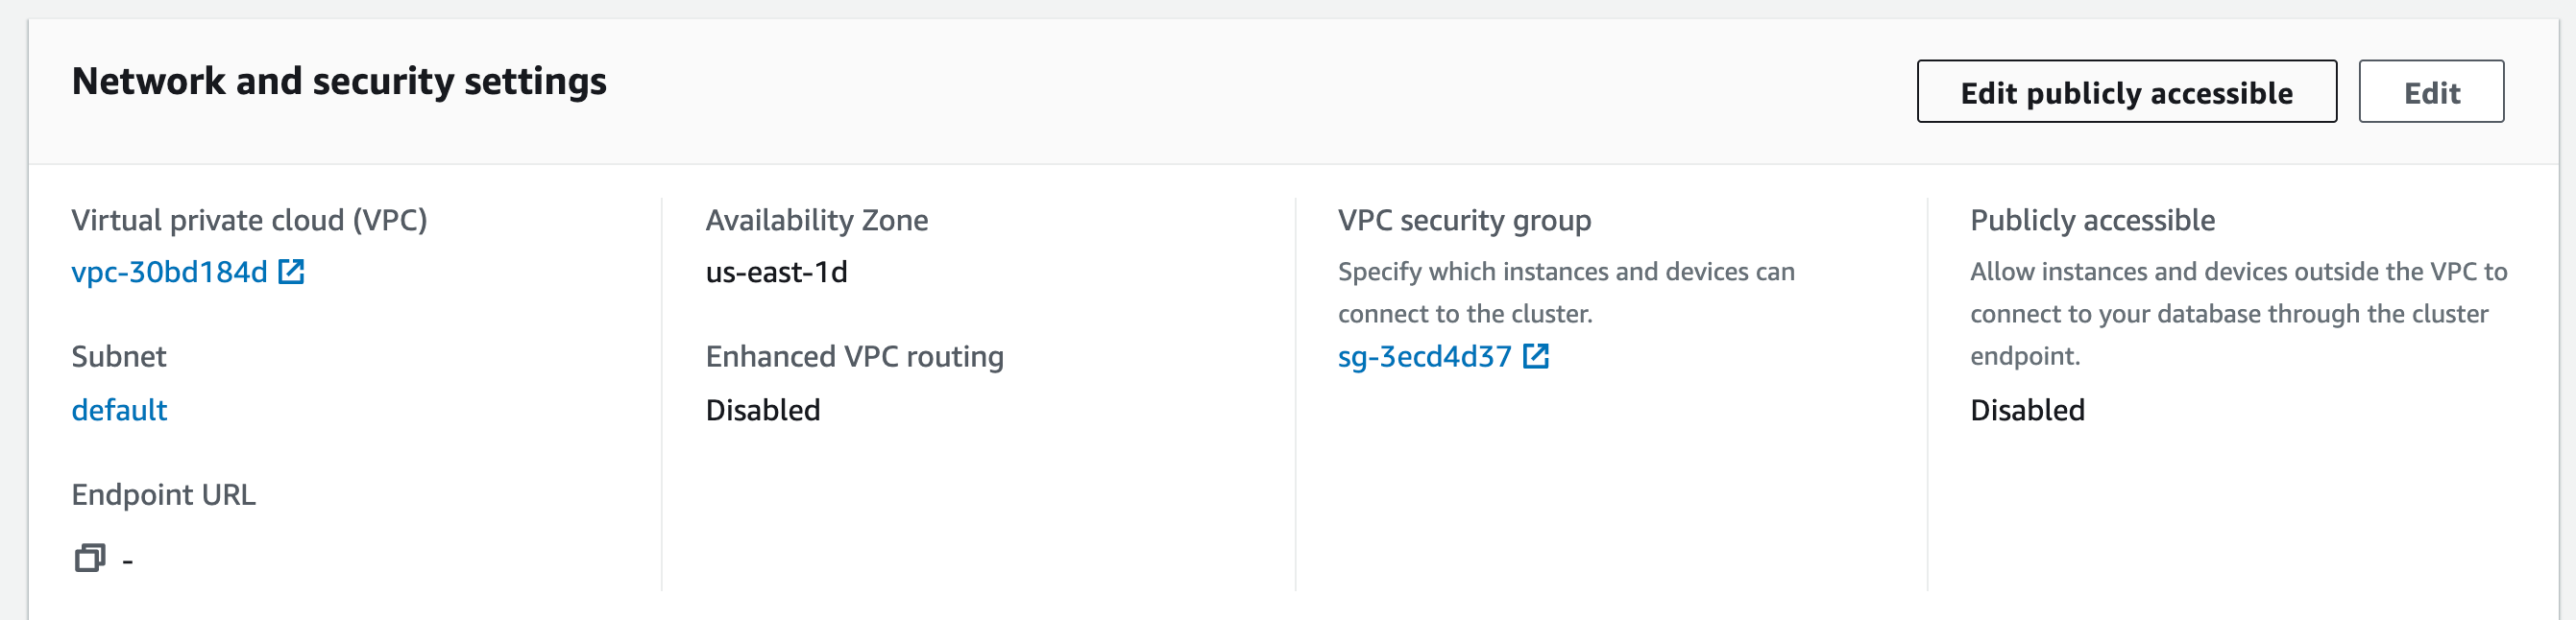 Network and security settings
Edit publicly accessible
Edit
Virtual private cloud (VPC)
vpc-30bd184d
Subnet
default
Endpoint URL
-
Availability Zone
us-east-1d
Enhanced VPC routing
Disabled
VPC security group
Specify which instances and devices can
connect to the cluster.
sg-3ecd4d37
Publicly accessible
Allow instances and devices outside the VPC to
connect to your database through the cluster
endpoint.
Disabled